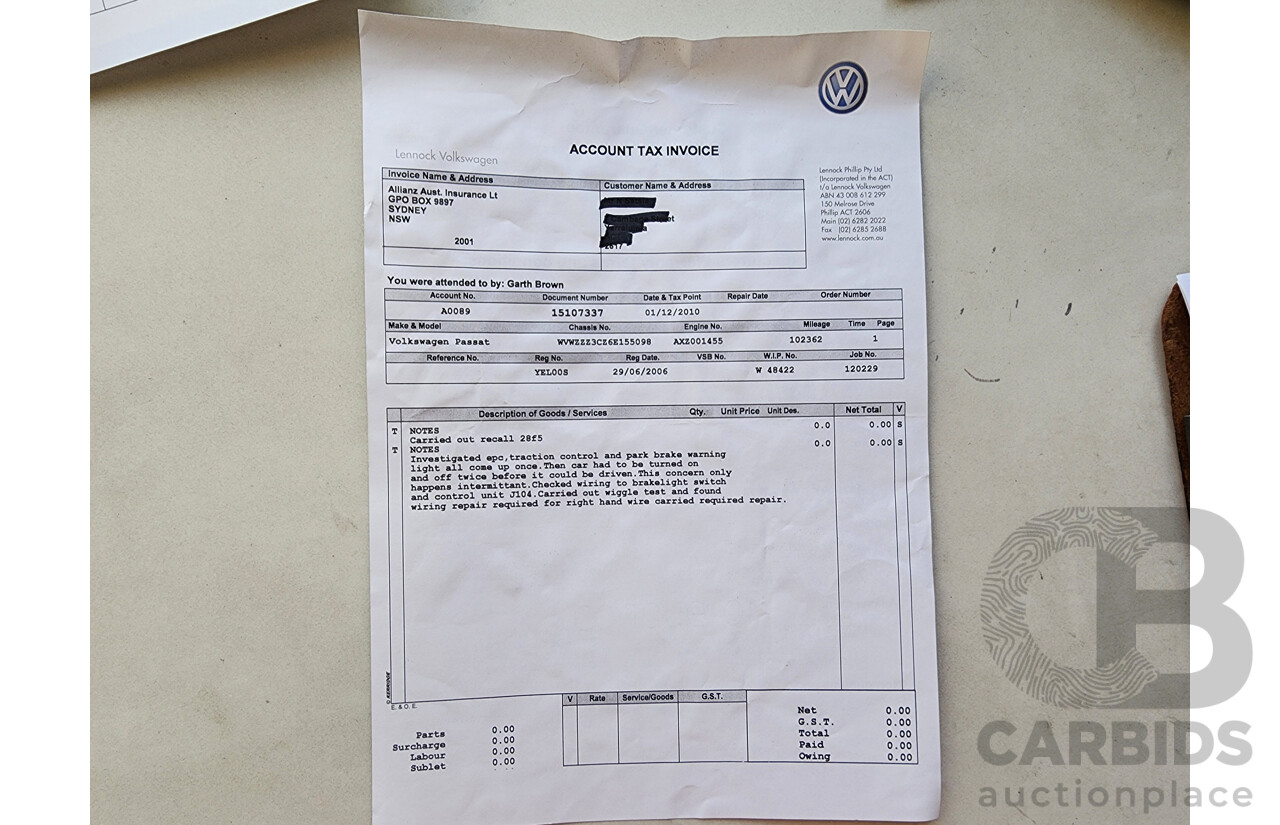 Lennock Volkswagen
ACCOUNT TAX INVOICE
Lennock Phillip Pty Ltd
(Incorporated in the ACT)
t/a Lennock Volkswagen
ABN 43 008 612 299
150 Melrose Drive
Phillip ACT 2606
Main (02) 6282 2022
Fax (02) 6285 2688
www.lennock.com.au
Invoice Name & Address
Allianz Aust. Insurance Lt
GPO BOX 9897
SYDNEY
NSW
2001
Customer Name & Address
You were attended to by: Garth Brown
Account No. Document Number Date & Tax Point Repair Date Order Number
A0089 15107337 01/12/2010
Make & Model Chassis No. Engine No. Mileage Time Page
Volkswagen Passat WVWZZZ3CZ6E155098 AXZ001455 102362 1
Reference No. Reg No. Reg Date. VSB No. W.I.P. No. Job No.
YEL00S 29/06/2006 W 48422 120229
Description of Goods / Services Qty. Unit Price Unit Des. Net Total V
T NOTES 0.0 0.00 S
Carried out recall 28f5
T NOTES 0.0 0.00 S
Investigated epc,traction control and park brake warning
light all come up once.Then car had to be turned on
and off twice before it could be driven.This concern only
happens intermittant.Checked wiring to brakelight switch
and control unit J104.Carried out wiggle test and found
wiring repair required for right hand wire carried required repair.
E. & O. E.
Parts 0.00
Surcharge 0.00
Labour 0.00
Sublet
V Rate Service/Goods G.S.T.
Net 0.00
G.S.T. 0.00
Total 0.00
Paid 0.00
Owing 0.00
CARBIDS
auctionplace